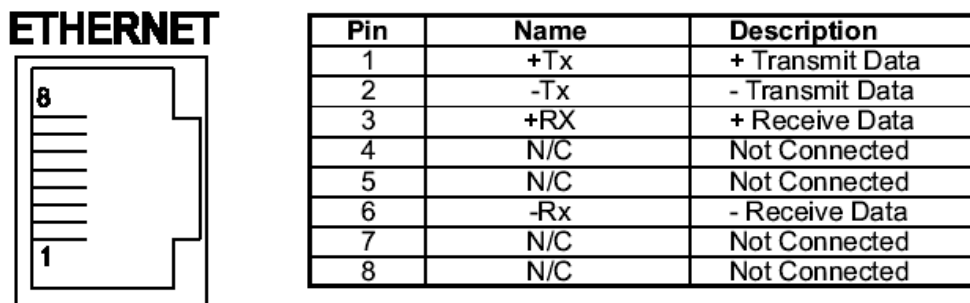 ETHERNET
8
1
Pin Name Description
1 +Tx + Transmit Data
2 -Tx - Transmit Data
3 +RX + Receive Data
4 N/C Not Connected
5 N/C Not Connected
6 -Rx - Receive Data
7 N/C Not Connected
8 N/C Not Connected